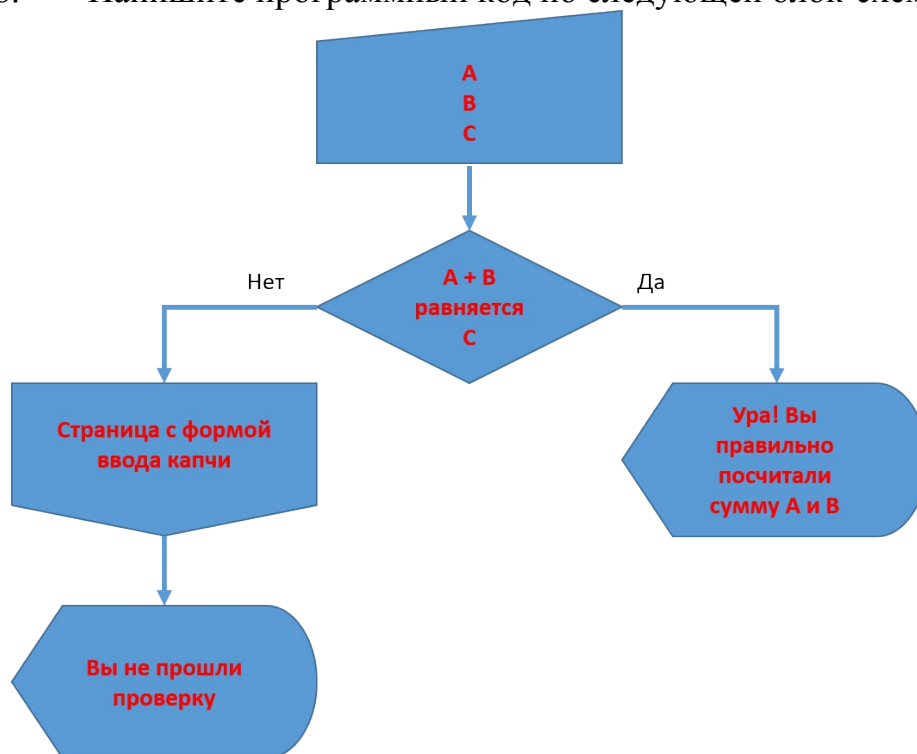 Напишите программный код по следующей блок-схем
A
B
C
Нет
A + B
равняется
C
Да
Страница с формой
ввода капчи
Ура! Вы
правильно
посчитали
сумму A и B
Вы не прошли
проверку